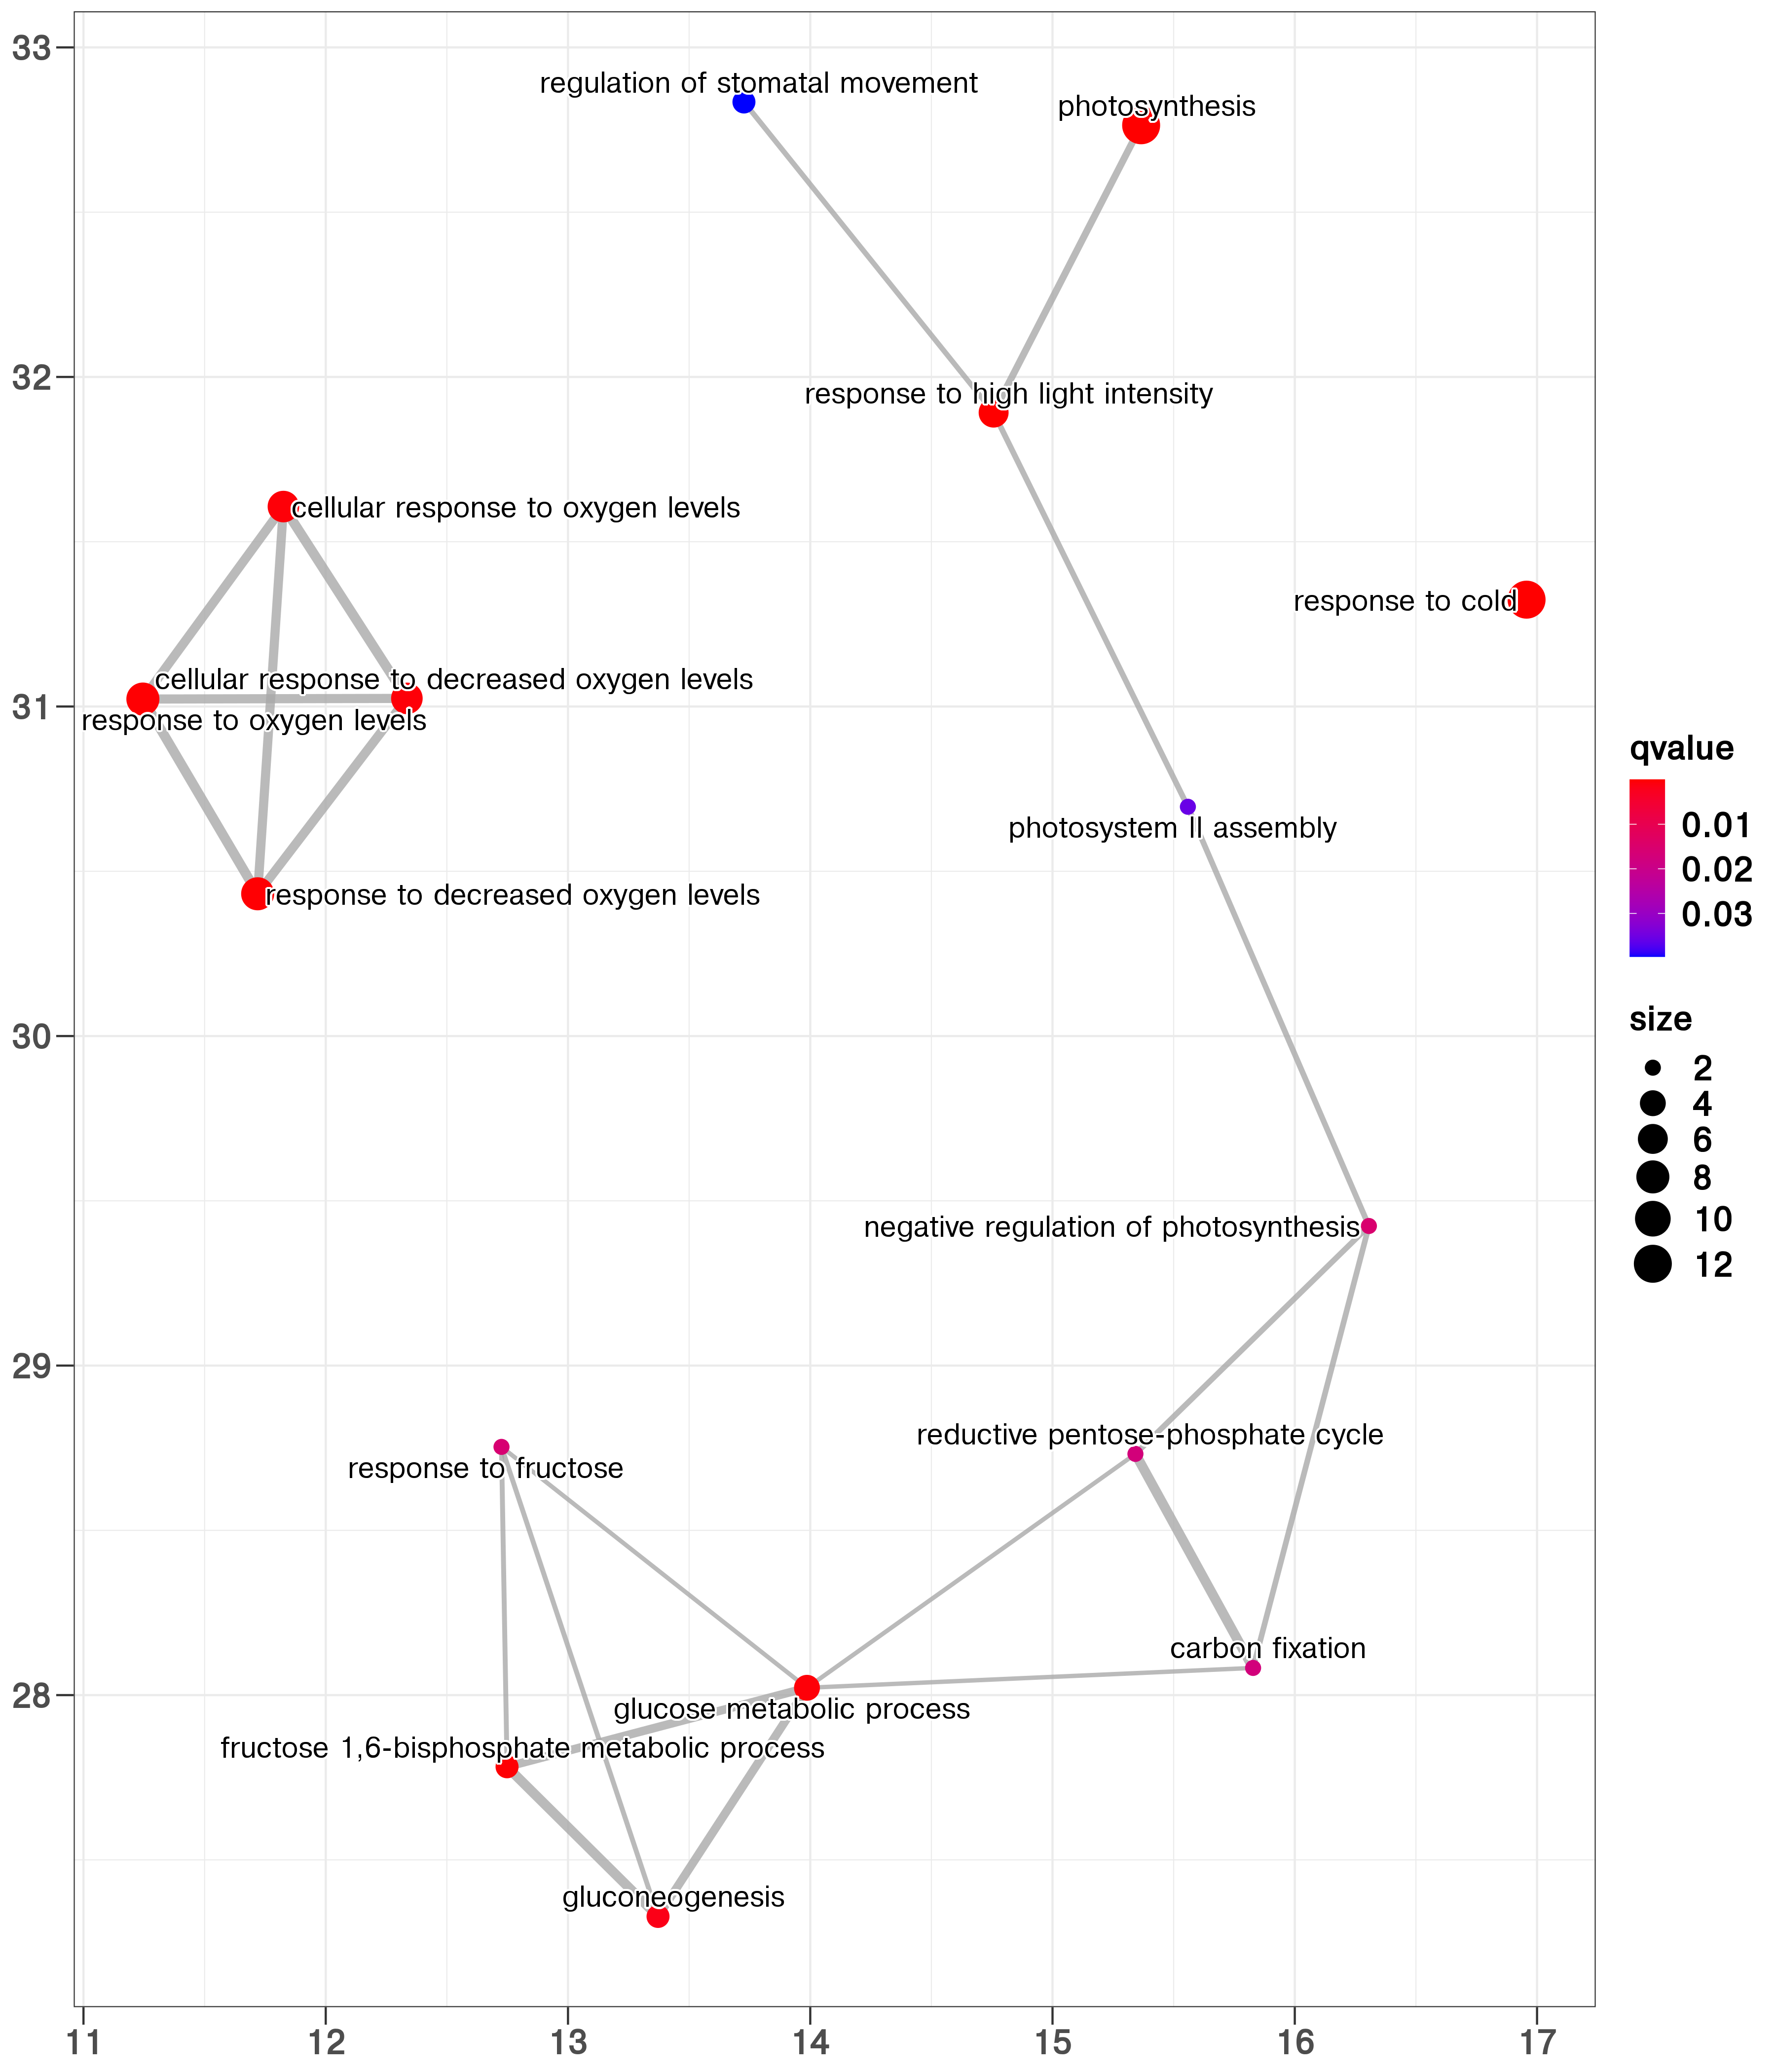 33
regulation of stomatal movement
photosynthesis
32
response to high light intensity
cellular response to oxygen levels
response to cold
cellular response to decreased oxygen levels
31
response to oxygen levels
photosystem II assembly
response to decreased oxygen levels
30
negative regulation of photosynthesis
29
reductive pentose-phosphate cycle
response to fructose
carbon fixation
28
glucose metabolic process
fructose 1,6-bisphosphate metabolic process
gluconeogenesis
11 12 13 14 15 16 17
qvalue
0.01
0.02
0.03
size
2
4
6
8
10
12